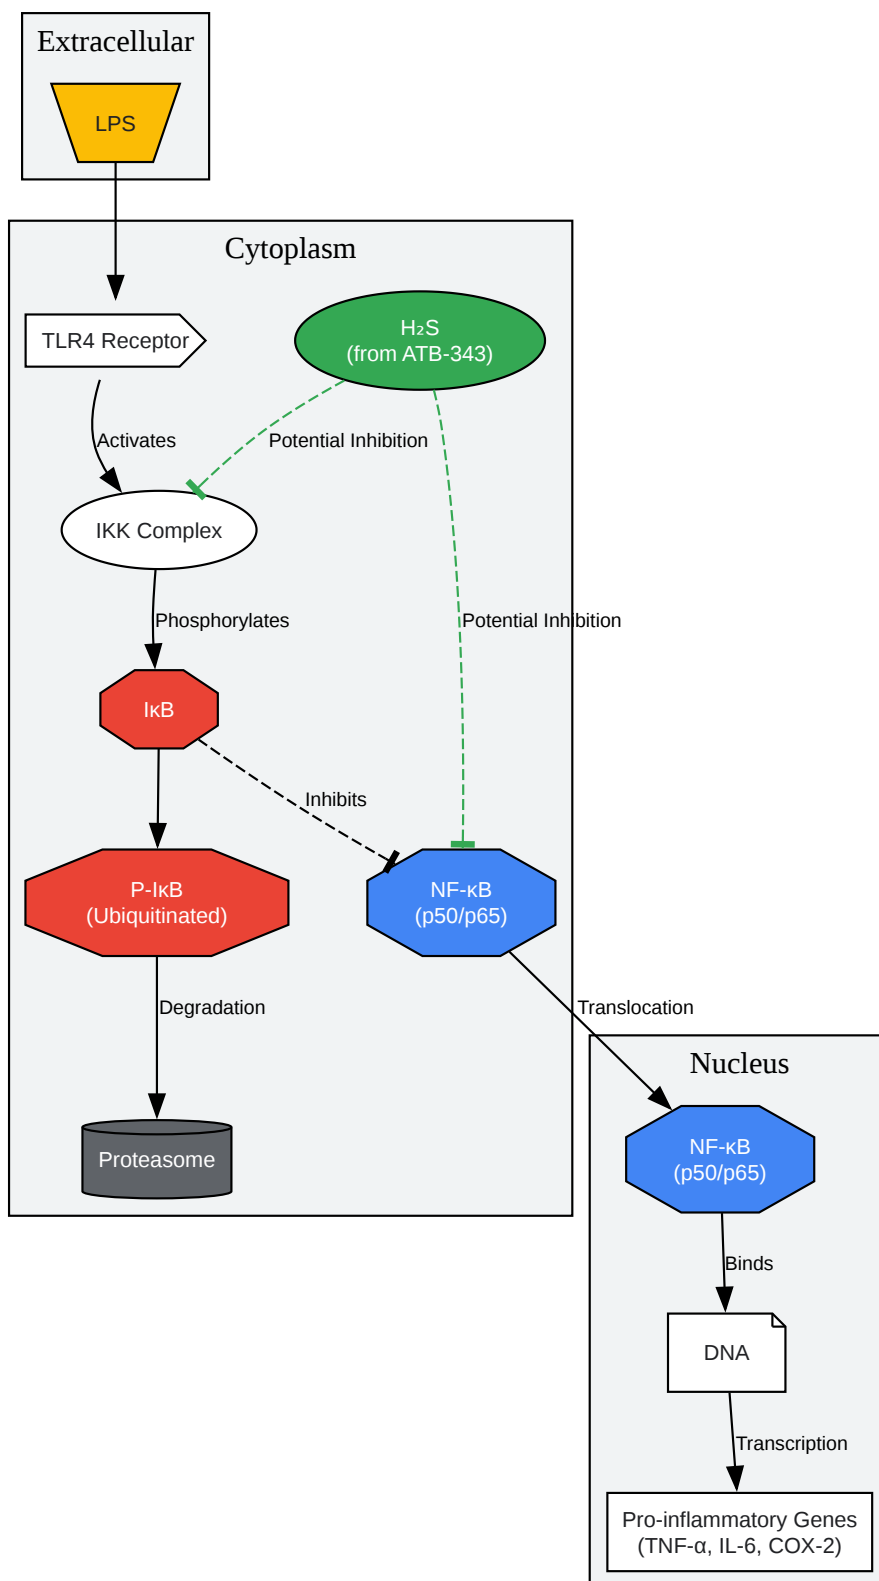 Extracellular
LPS
Cytoplasm
TLR4 Receptor
H₂S
(from ATB-343)
Activates
Potential Inhibition
IKK Complex
Phosphorylates
Potential Inhibition
IκB
Inhibits
P-IκB
(Ubiquitinated)
NF-κB
(p50/p65)
Degradation
Translocation
Nucleus
Proteasome
NF-κB
(p50/p65)
Binds
DNA
Transcription
Pro-inflammatory Genes
(TNF-α, IL-6, COX-2)